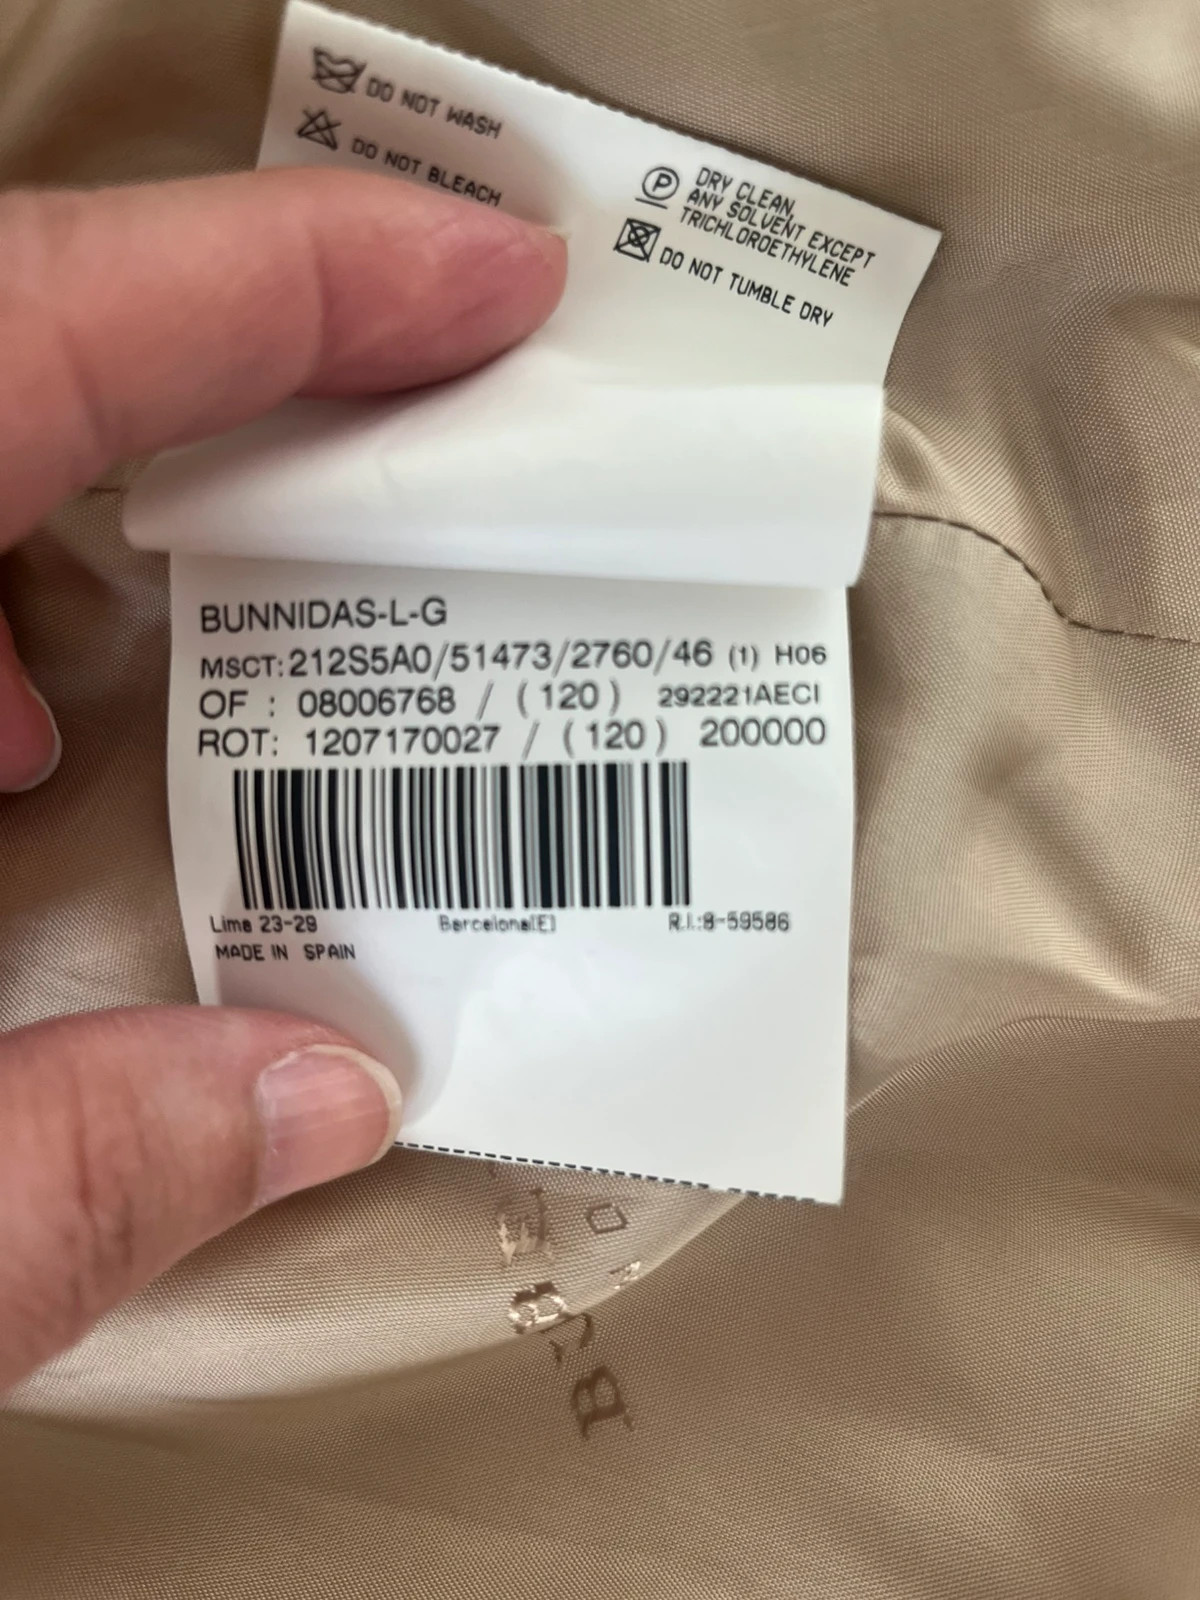 DO NOT WASH
DO NOT BLEACH
P
DRY CLEAN,
ANY SOLVENT EXCEPT
TRICHLOROETHYLENE
DO NOT TUMBLE DRY
BUNNIDAS-L-G
MSCT: 212S5A0/51473/2760/46 (1) H06
OF : 08006768 / (120) 292221AECI
ROT: 1207170027 / (120) 200000
Lima 23-29 Barcelona[E] R.I.:8-59586
MADE IN SPAIN